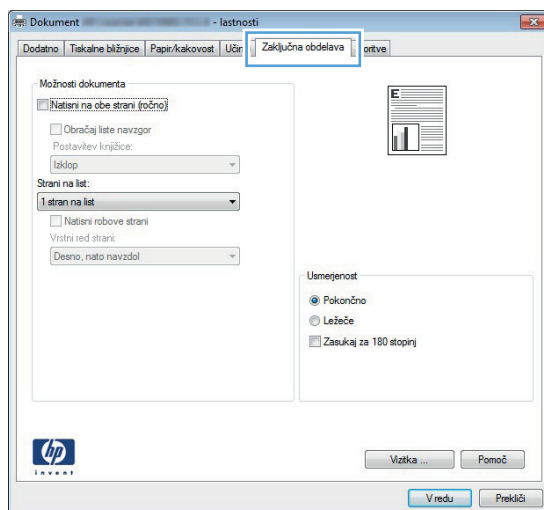 Dokument - lastnosti
Dodatno Tiskalne bližnjice Papir/kakovost Zaključna obdelava
Možnosti dokumenta
Natisni na obe strani (ročno)
Obračaj liste navzgor
Postavitev knjižice:
Izklop
Strani na list:
1 stran na list
Natisni robove strani
Vrstni red strani:
Desno, nato navzdol
E
Usmerjenost
Pokončno
Ležeče
Zasukaj za 180 stopinj
hp
invent
Vizitka ... Pomoč
V redu Prekliči